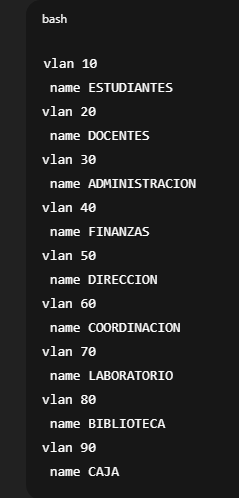 bash
vlan 10
 name ESTUDIANTES
vlan 20
 name DOCENTES
vlan 30
 name ADMINISTRACION
vlan 40
 name FINANZAS
vlan 50
 name DIRECCION
vlan 60
 name COORDINACION
vlan 70
 name LABORATORIO
vlan 80
 name BIBLIOTECA
vlan 90
 name CAJA